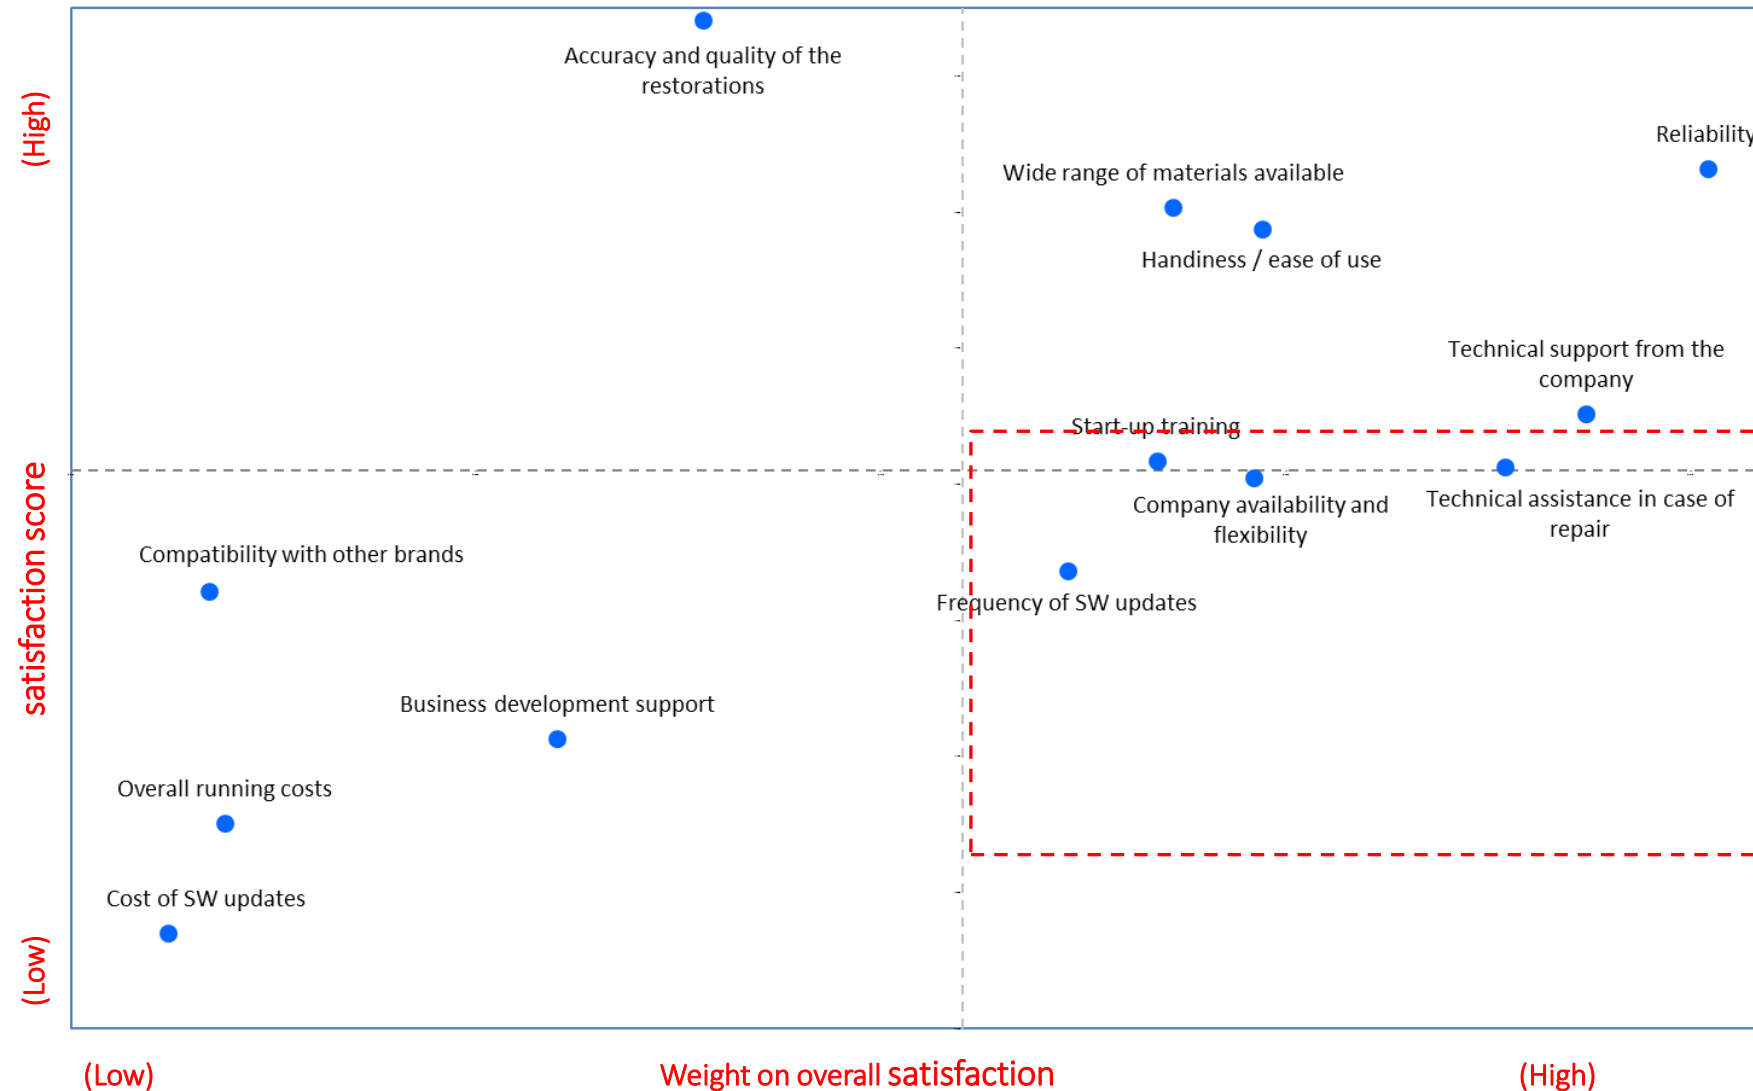 Accuracy and quality of the
restorations
(High)
Reliability
Wide range of materials available
Handiness / ease of use
Technical support from the
company
Start-up training
satisfaction score
Company availability and
flexibility
Technical assistance in case of
repair
Compatibility with other brands
Frequency of SW updates
Business development support
Overall running costs
Cost of SW updates
(Low)
(Low)
Weight on overall satisfaction
(High)